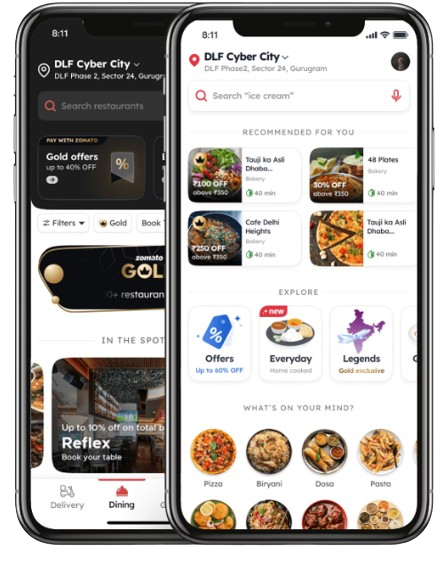 8:11
DLF Cyber City
DLF Phase 2, Sector 24, Gurugr
Search restaurants
PAY WITH ZOMATO
Gold offers
up to 40% OFF
%
Filters
Gold
Book T
zomato
GOL
0+ restauran
IN THE SPOT
Up to 10% off on total b
Reflex
Book your table
Delivery
Dining
G
8:11
DLF Cyber City
DLF Phase2, Sector 24, Gurugram
Search “ice cream”
RECOMMENDED FOR YOU
₹100 OFF
above ₹350
Tauji ka Asli
Dhaba...
Bakery
40 min
30% OFF
above ₹350
48 Plates
Bakery
40 min
₹250 OFF
above ₹350
Cafe Delhi
Heights
Bakery
40 min
Tauji ka Asli
Dhaba...
40 min
EXPLORE
%
Offers
Up to 60% OFF
new
Everyday
Home cooked
Legends
Gold exclusive
G
WHAT'S ON YOUR MIND?
Pizza
Biryani
Dosa
Pasta